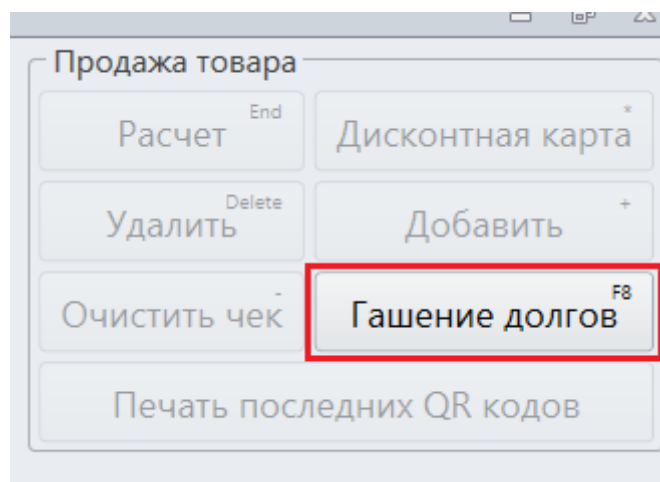 Продажа товара
End
Расчет
*
Дисконтная карта
Delete
Удалить
+
Добавить
-
Очистить чек
F8
Гашение долгов
Печать последних QR кодов